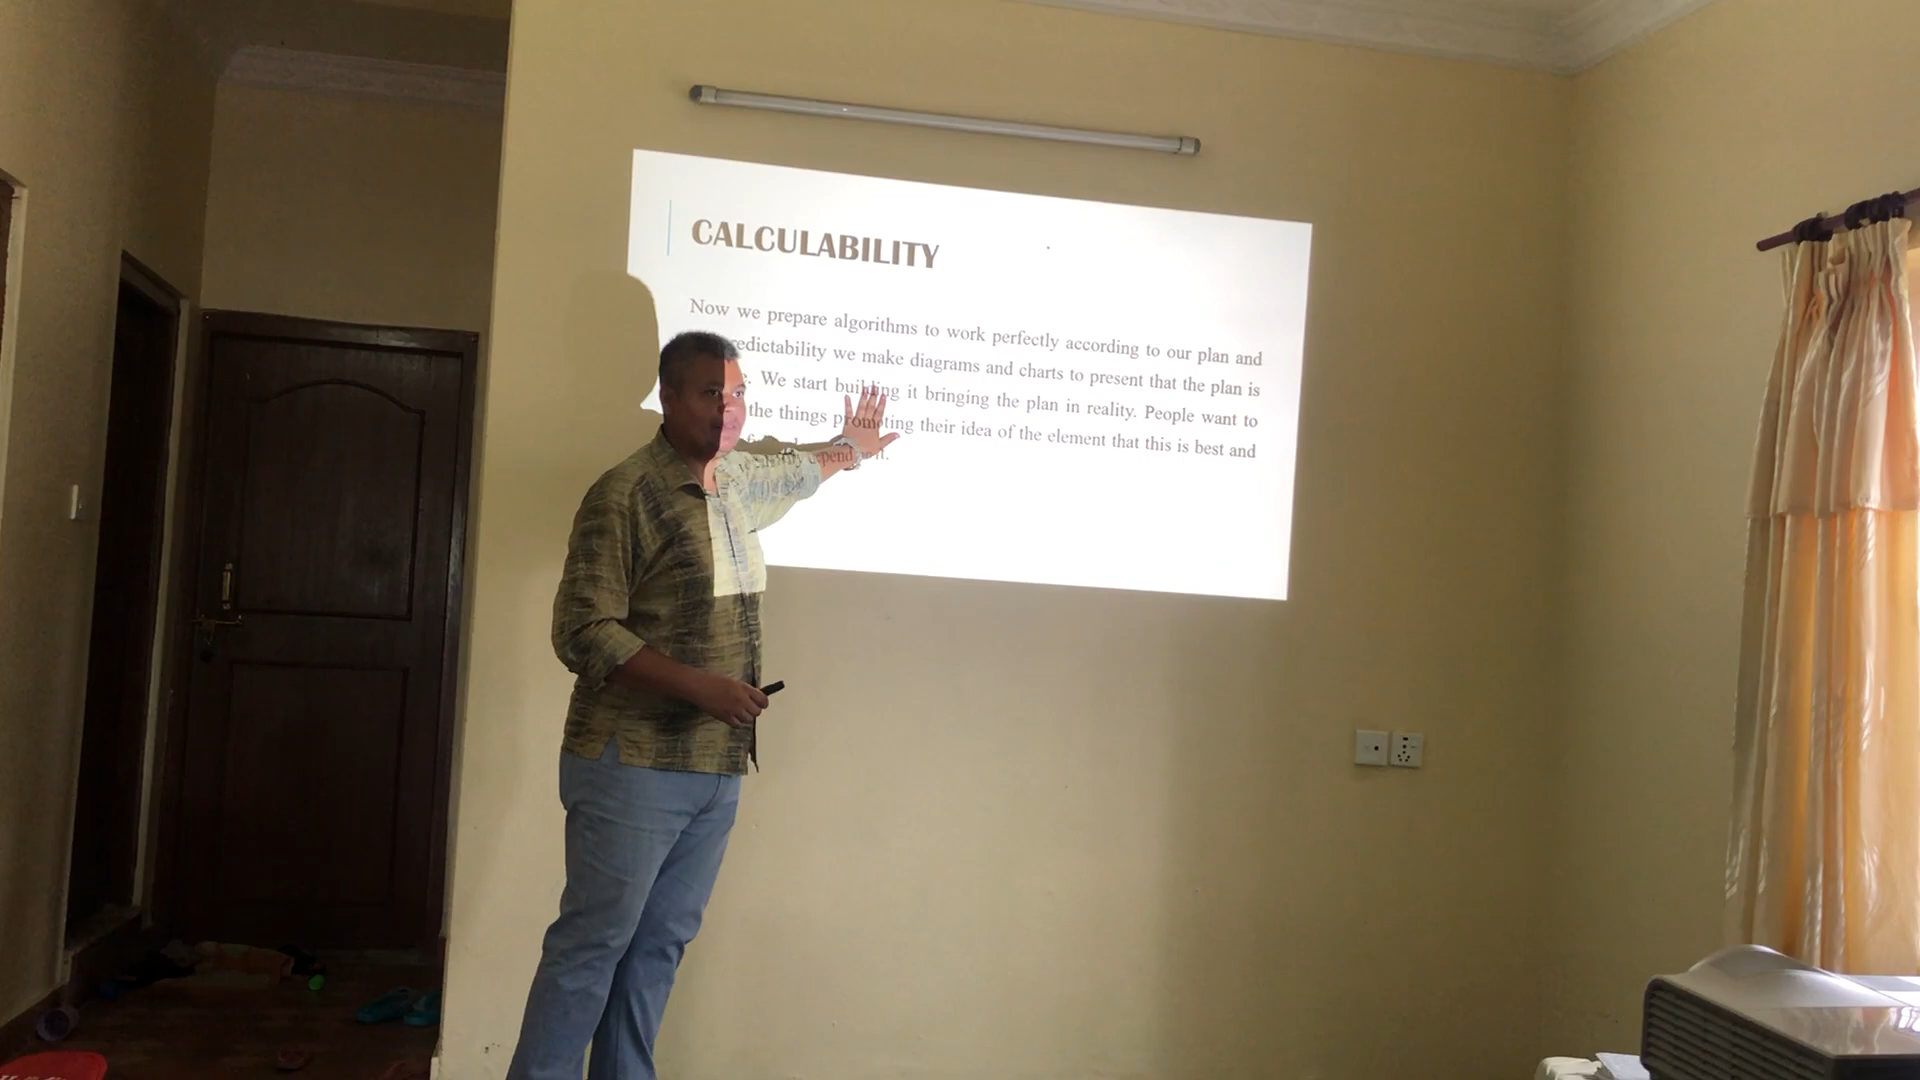 CALCULABILITY
Now we prepare algorithms to work perfectly according to our plan and
we make diagrams and charts to present that the plan is
We start building it bringing the plan in reality. People want to
the things promoting their idea of the element that this is best and